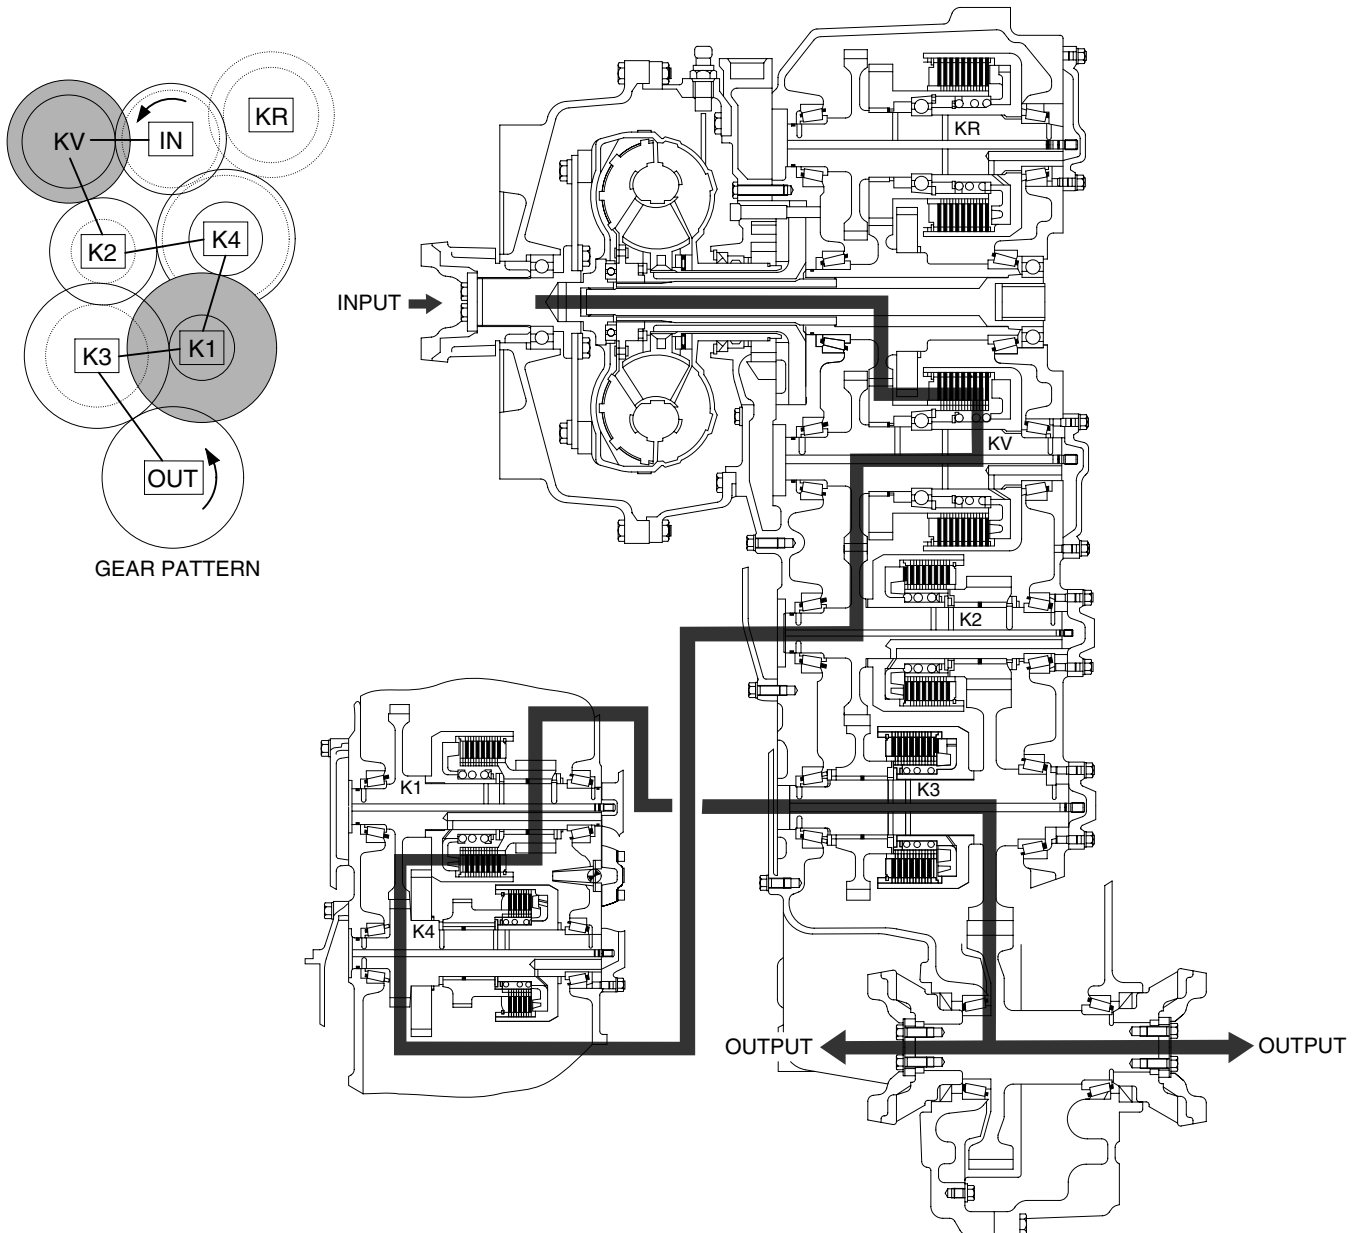 KV
IN
KR
K2
K4
K3
K1
OUT
GEAR PATTERN
INPUT
KR
KV
K2
K1
K3
K4
OUTPUT
OUTPUT